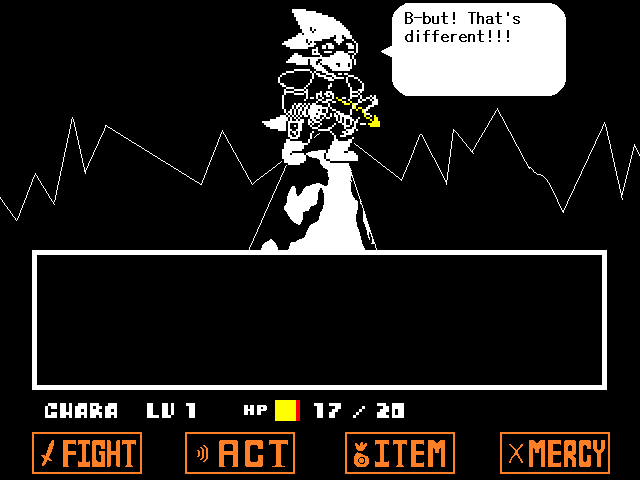 B-but! That's
different!!!
CHARA LV 1 HP 17 / 20
FIGHT ACT ITEM MERCY